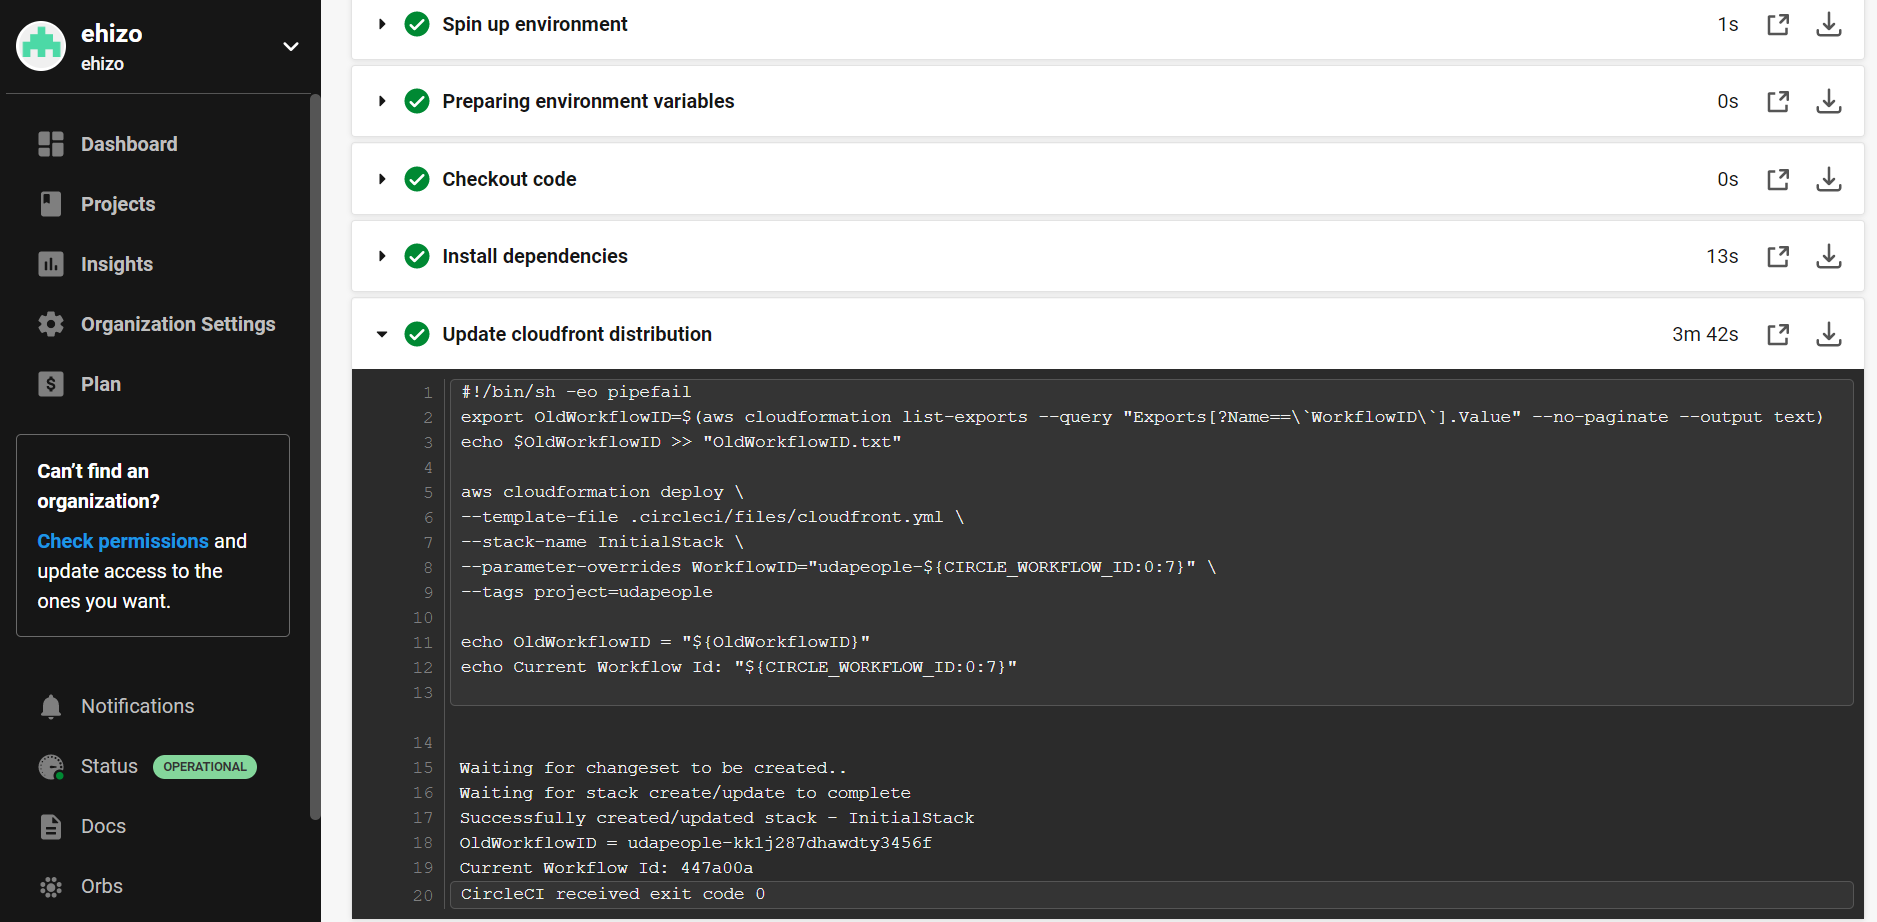 ehizo
ehizo
Dashboard
Projects
Insights
Organization Settings
Plan
Can’t find an
organization?
Check permissions and
update access to the
ones you want.
Notifications
Status OPERATIONAL
Docs
Orbs
Spin up environment 1s
Preparing environment variables 0s
Checkout code 0s
Install dependencies 13s
Update cloudfront distribution 3m 42s
1 #!/bin/sh -eo pipefail
2 export OldWorkflowID=$(aws cloudformation list-exports --query "Exports[?Name==\`WorkflowID\`].Value" --no-paginate --output text)
3 echo $OldWorkflowID >> "OldWorkflowID.txt"
4
5 aws cloudformation deploy \
6 --template-file .circleci/files/cloudfront.yml \
7 --stack-name InitialStack \
8 --parameter-overrides WorkflowID="udapeople-${CIRCLE_WORKFLOW_ID:0:7}" \
9 --tags project=udapeople
10
11 echo OldWorkflowID = "${OldWorkflowID}"
12 echo Current Workflow Id: "${CIRCLE_WORKFLOW_ID:0:7}"
13
14
15 Waiting for changeset to be created..
16 Waiting for stack create/update to complete
17 Successfully created/updated stack - InitialStack
18 OldWorkflowID = udapeople-kk1j287dhawdty3456f
19 Current Workflow Id: 447a00a
20 CircleCI received exit code 0